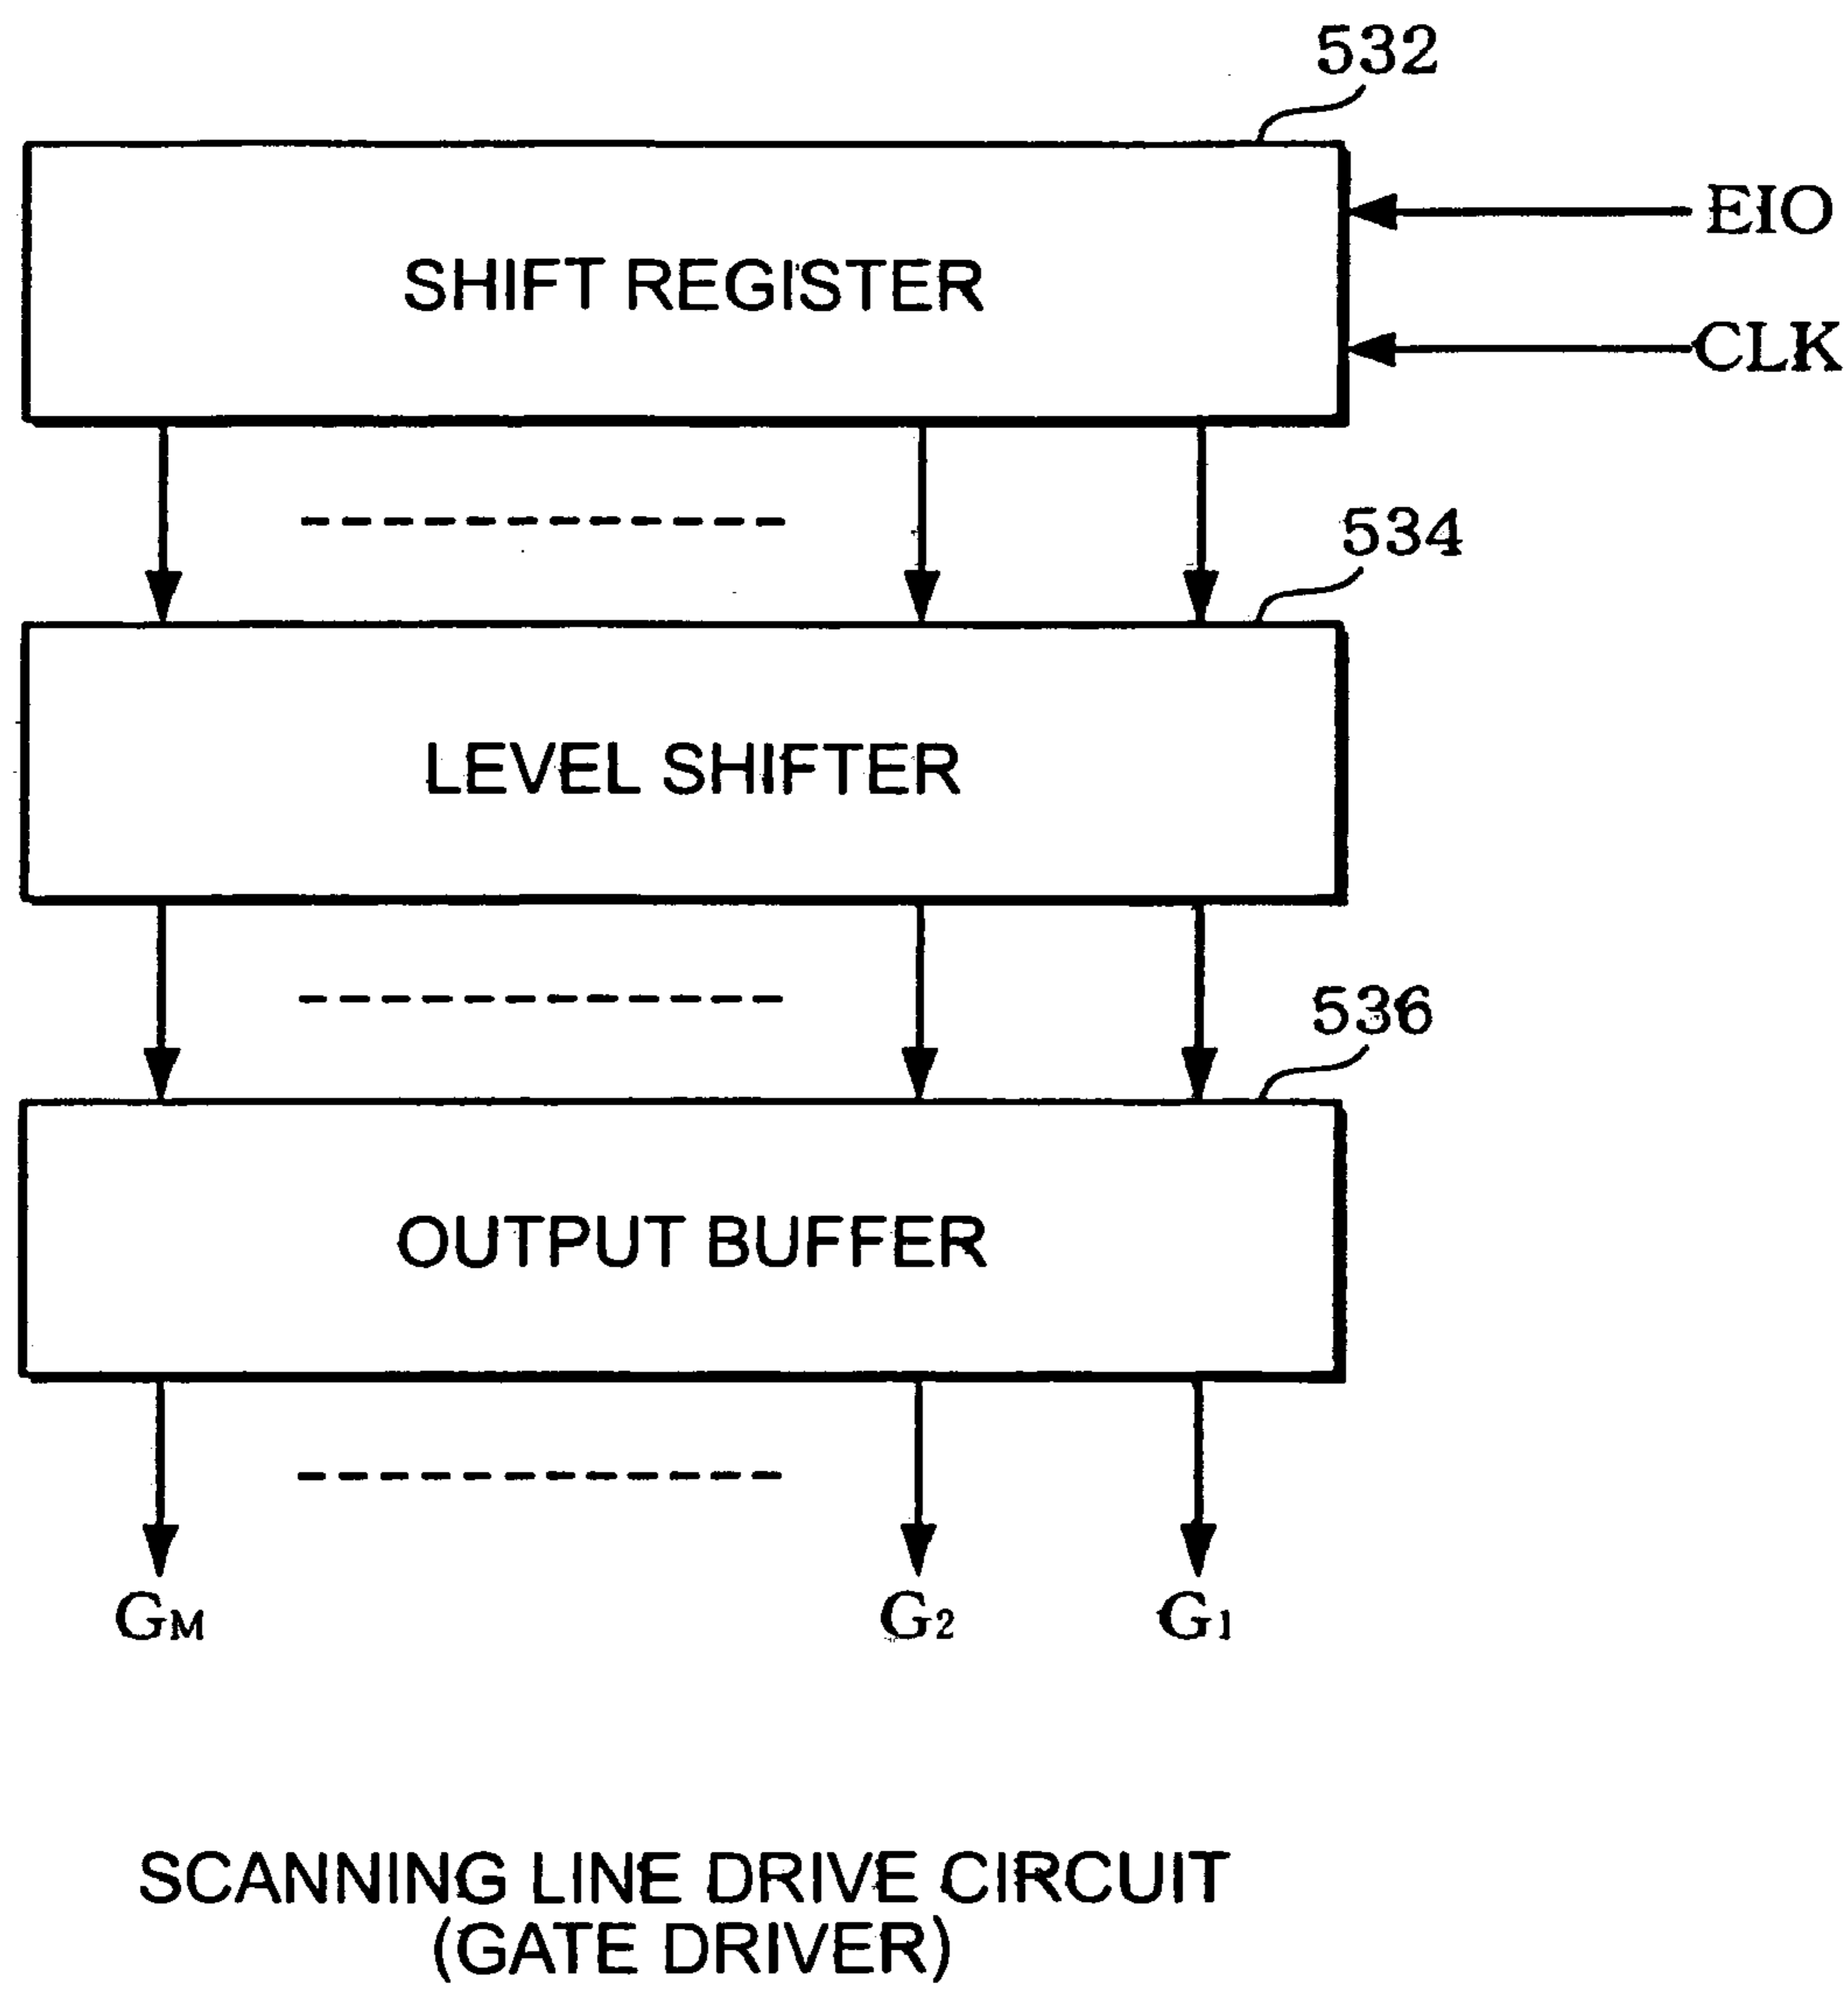 532
EIO
SHIFT REGISTER
CLK
534
LEVEL SHIFTER
536
OUTPUT BUFFER
GM G2 G1
SCANNING LINE DRIVE CIRCUIT
(GATE DRIVER)